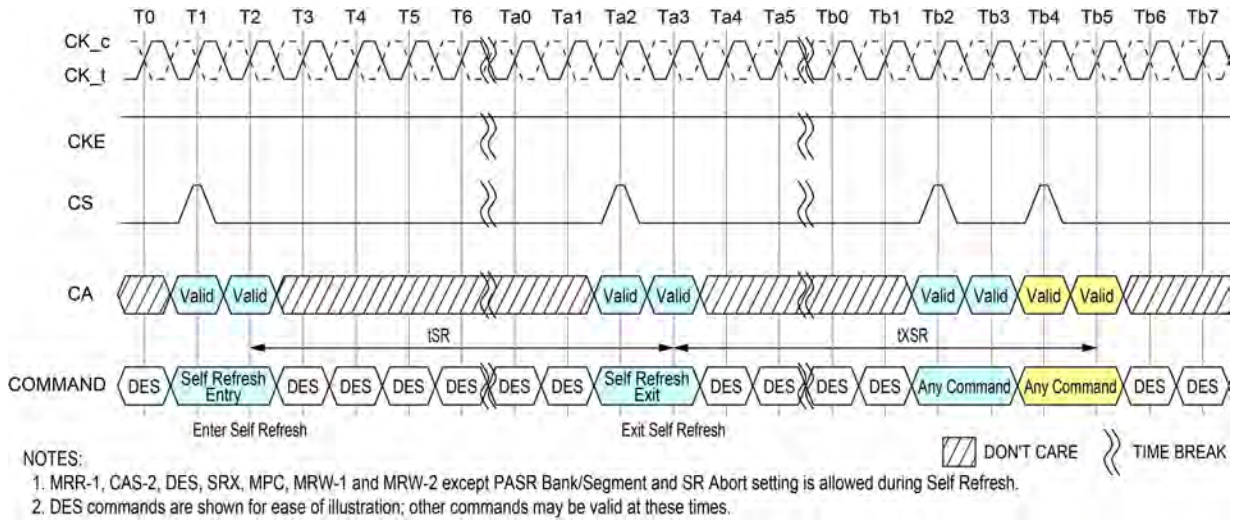 T0 T1 T2 T3 T4 T5 T6 Ta0 Ta1 Ta2 Ta3 Ta4 Ta5 Tb0 Tb1 Tb2 Tb3 Tb4 Tb5 Tb6 Tb7
CK_c
CK_t
CKE
CS
CA Valid Valid Valid Valid Valid Valid Valid Valid
tSR tXSR
COMMAND DES Self Refresh Entry DES DES DES DES DES DES Self Refresh Exit DES DES DES DES Any Command Any Command DES DES
Enter Self Refresh Exit Self Refresh
DON'T CARE TIME BREAK
NOTES:
1. MRR-1, CAS-2, DES, SRX, MPC, MRW-1 and MRW-2 except PASR Bank/Segment and SR Abort setting is allowed during Self Refresh.
2. DES commands are shown for ease of illustration; other commands may be valid at these times.